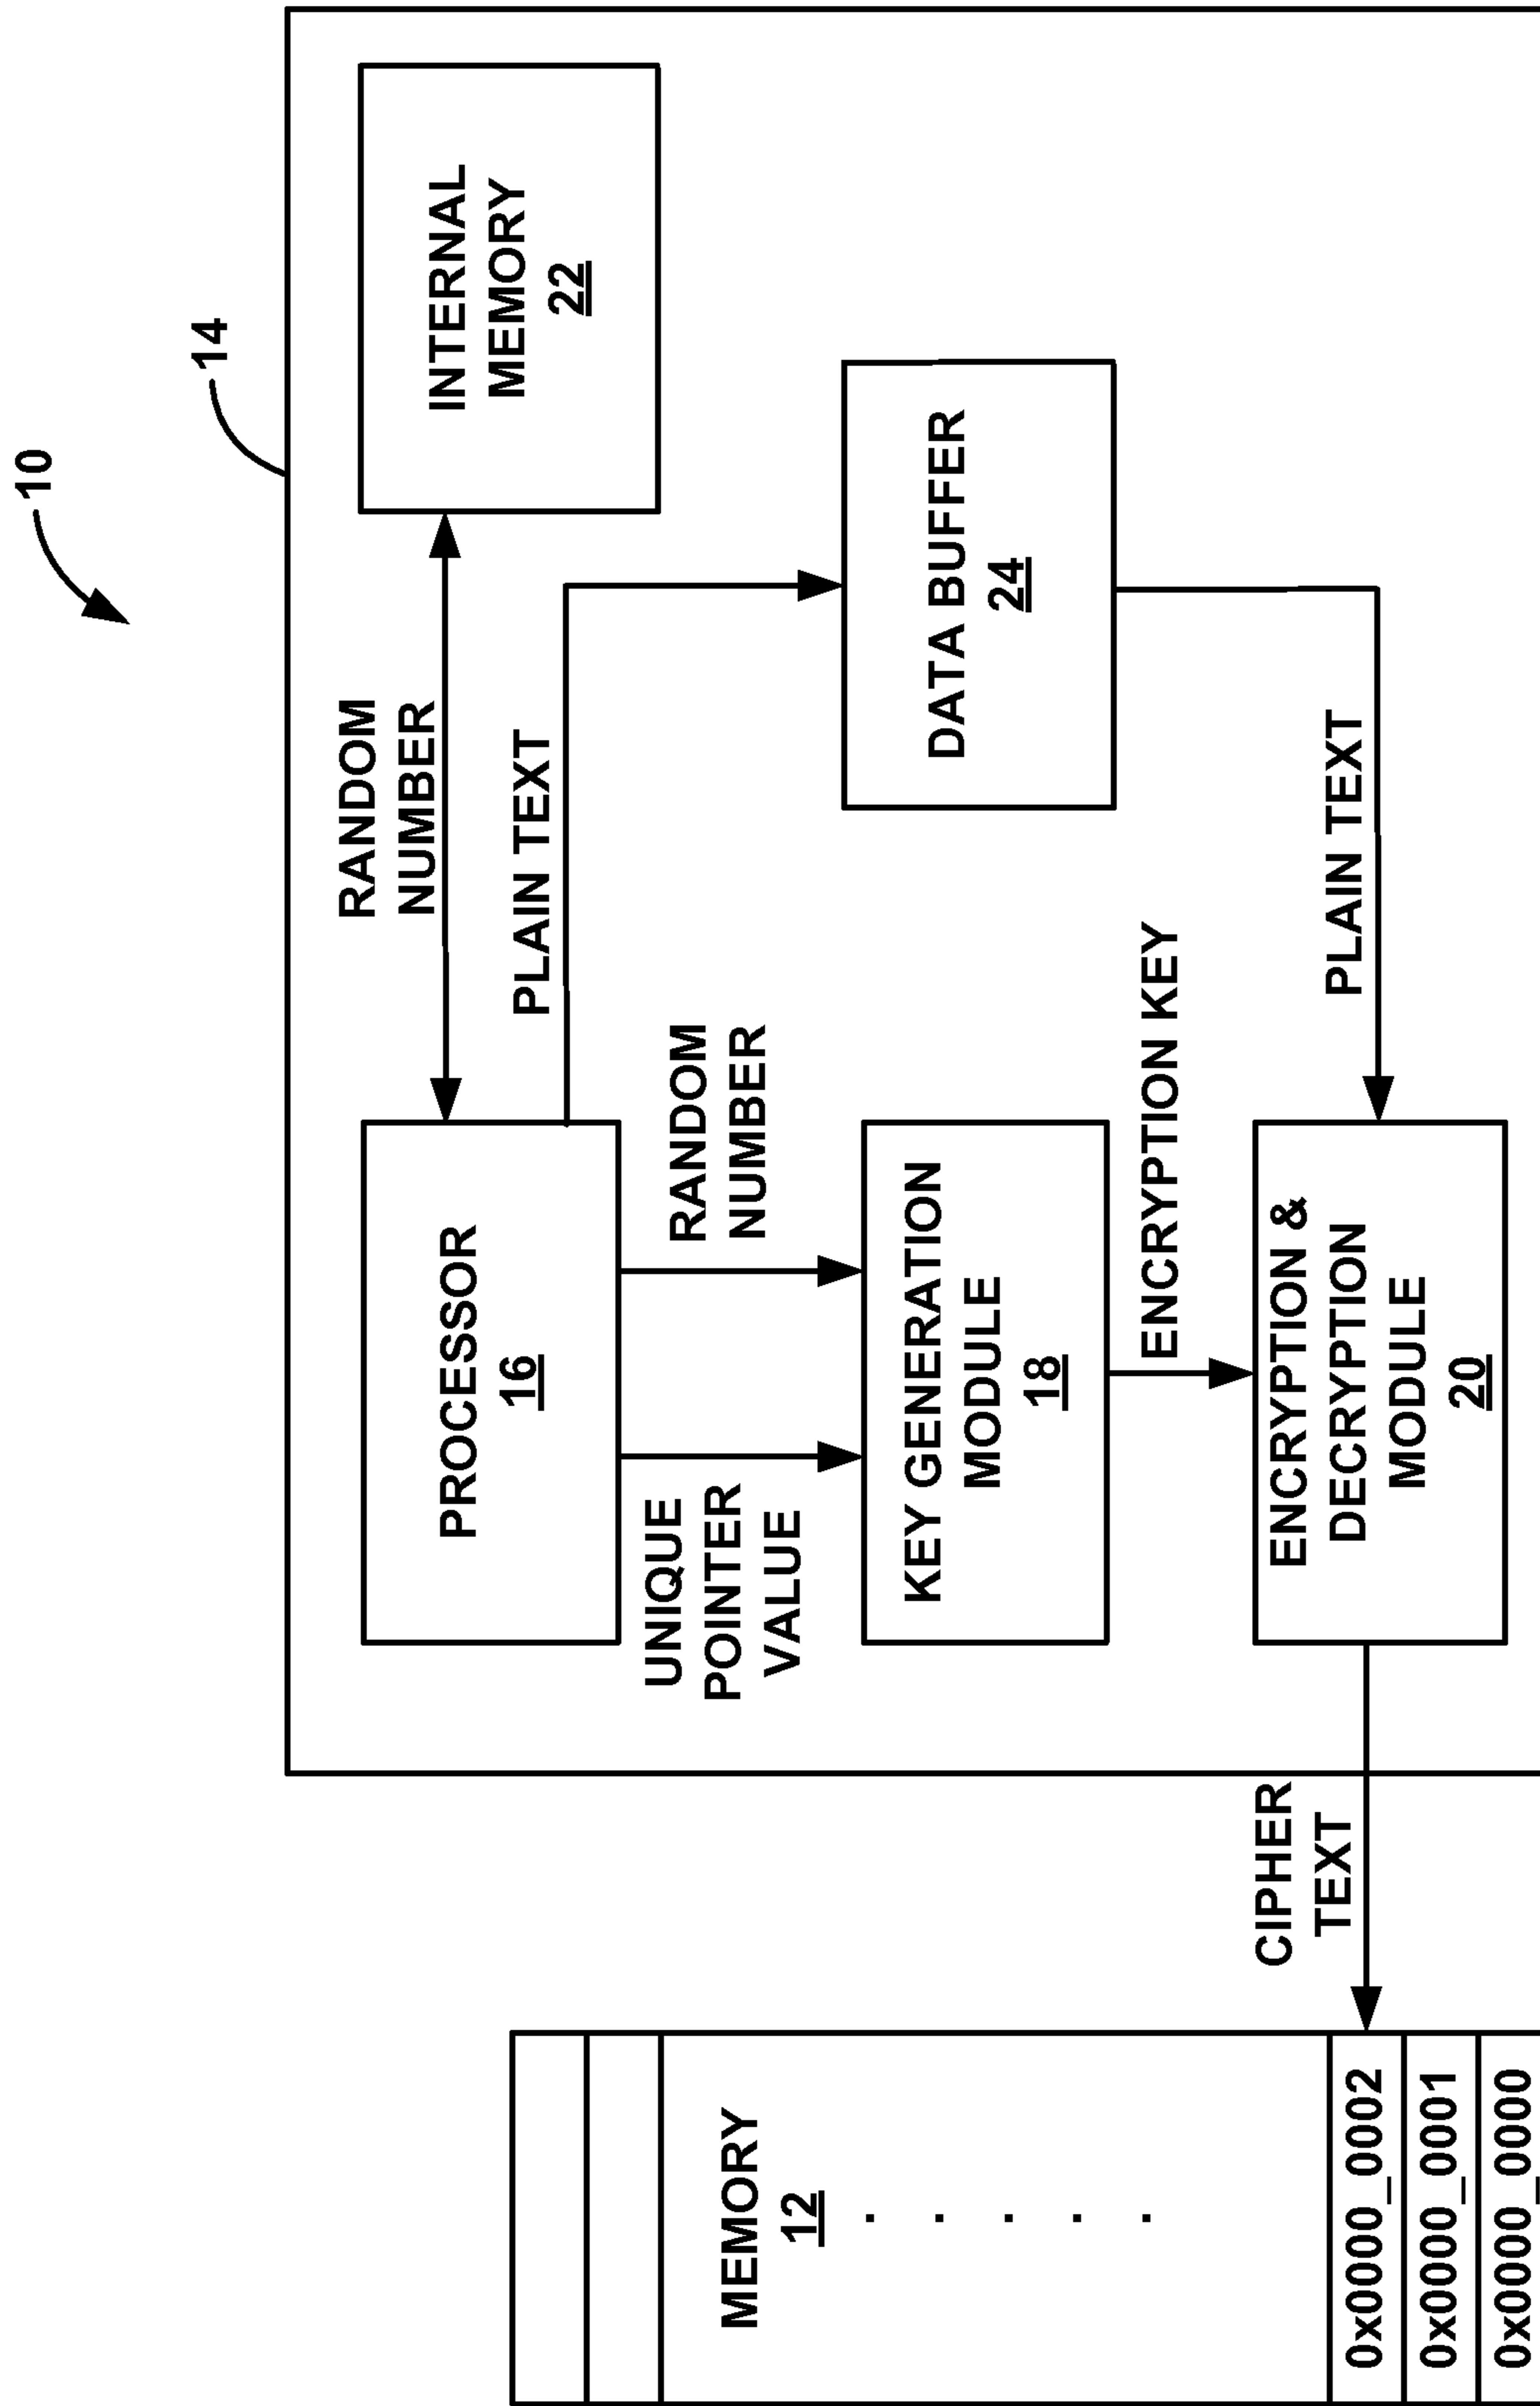 10
14
MEMORY
12
. . . . .
0x0000_0002
0x0000_0001
0x0000_0000
CIPHER
TEXT
PROCESSOR
16
RANDOM
NUMBER
INTERNAL
MEMORY
22
PLAIN TEXT
UNIQUE
POINTER
VALUE
RANDOM
NUMBER
KEY GENERATION
MODULE
18
DATA BUFFER
24
ENCRYPTION KEY
PLAIN TEXT
ENCRYPTION &
DECRYPTION
MODULE
20